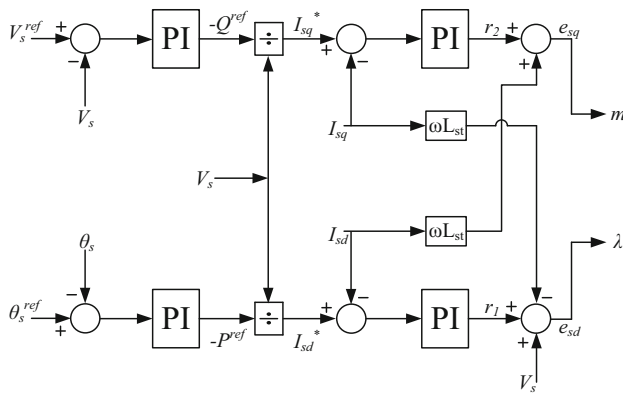 V_s^ref + − PI -Q^ref ÷ I_sq* + − PI r_2 + + e_sq
V_s
m
I_sq ωL_st
V_s
θ_s
I_sd ωL_st
λ
θ_s^ref − + PI -P^ref ÷ I_sd* + − PI r_1 + − + e_sd
V_s